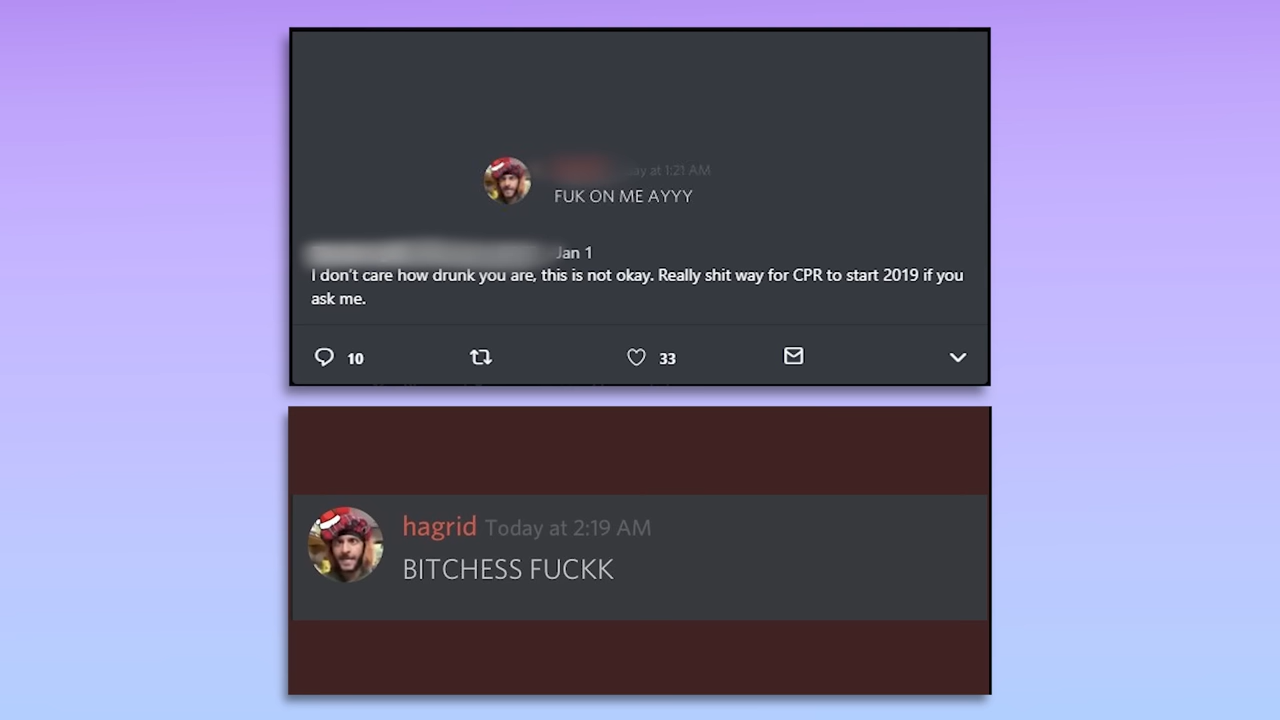 ay at 1:21 AM
FUK ON ME AYYY
Jan 1
I don't care how drunk you are, this is not okay. Really shit way for CPR to start 2019 if you
ask me.
10 33
hagrid Today at 2:19 AM
BITCHESS FUCKK